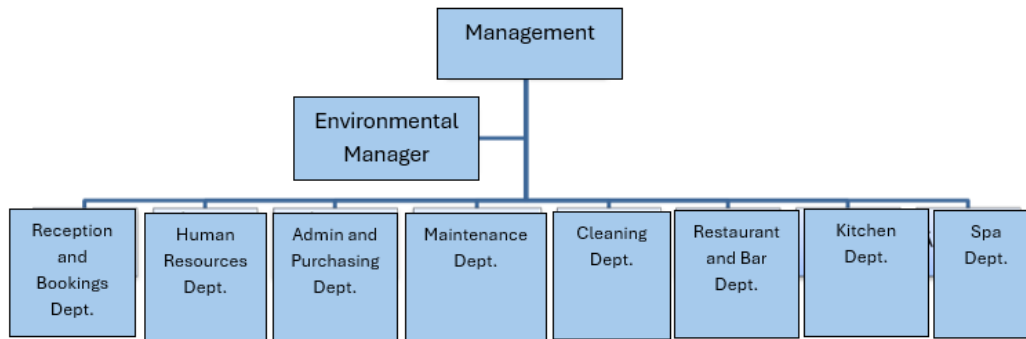 Management
Environmental
Manager
Reception
and
Bookings
Dept.
Human
Resources
Dept.
Admin and
Purchasing
Dept.
Maintenance
Dept.
Cleaning
Dept.
Restaurant
and Bar
Dept.
Kitchen
Dept.
Spa
Dept.